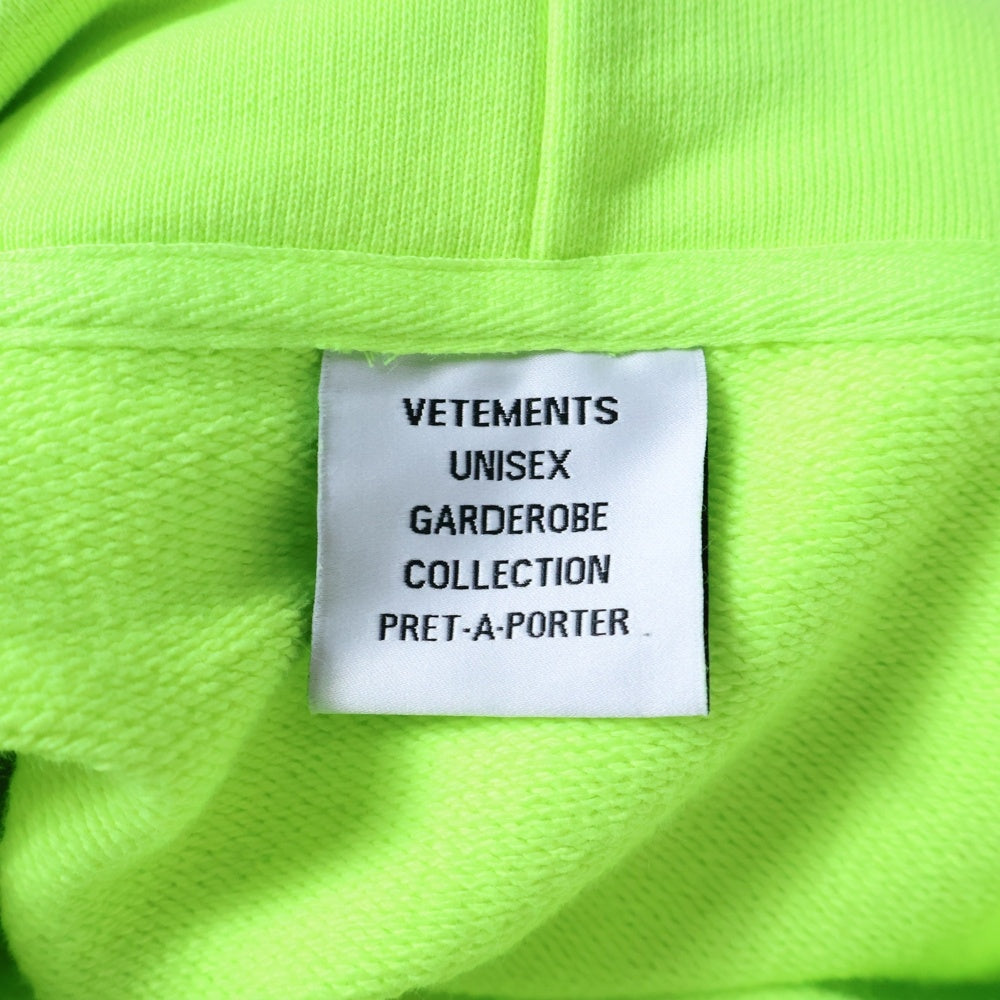 VETEMENTS
UNISEX
GARDEROBE
COLLECTION
PRET-A-PORTER